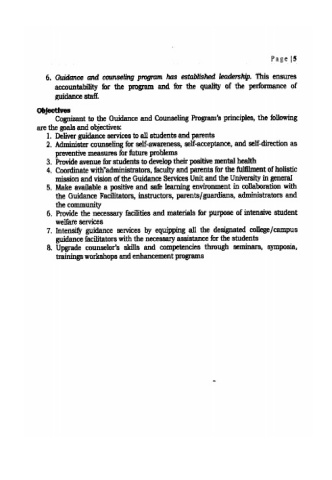 Page | 5
6. Guidance and counseling program has established leadership. This ensures
accountability for the program and for the quality of the performance of
guidance staff.
Objectives
Cognizant to the Guidance and Counseling Program's principles, the following
are the goals and objectives:
1. Deliver guidance services to all students and parents
2. Administer counseling for self-awareness, self-acceptance, and self-direction as
preventive measures for future problems
3. Provide avenue for students to develop their positive mental health
4. Coordinate with administrators, faculty and parents for the fulfilment of holistic
mission and vision of the Guidance Services Unit and the University in general
5. Make available a positive and safe learning environment in collaboration with
the Guidance Facilitators, instructors, parents/guardians, administrators and
the community
6. Provide the necessary facilities and materials for purpose of intensive student
welfare services
7. Intensify guidance services by equipping all the designated college/campus
guidance facilitators with the necessary assistance for the students
8. Upgrade counselor's skills and competencies through seminars, symposia,
trainings workshops and enhancement programs